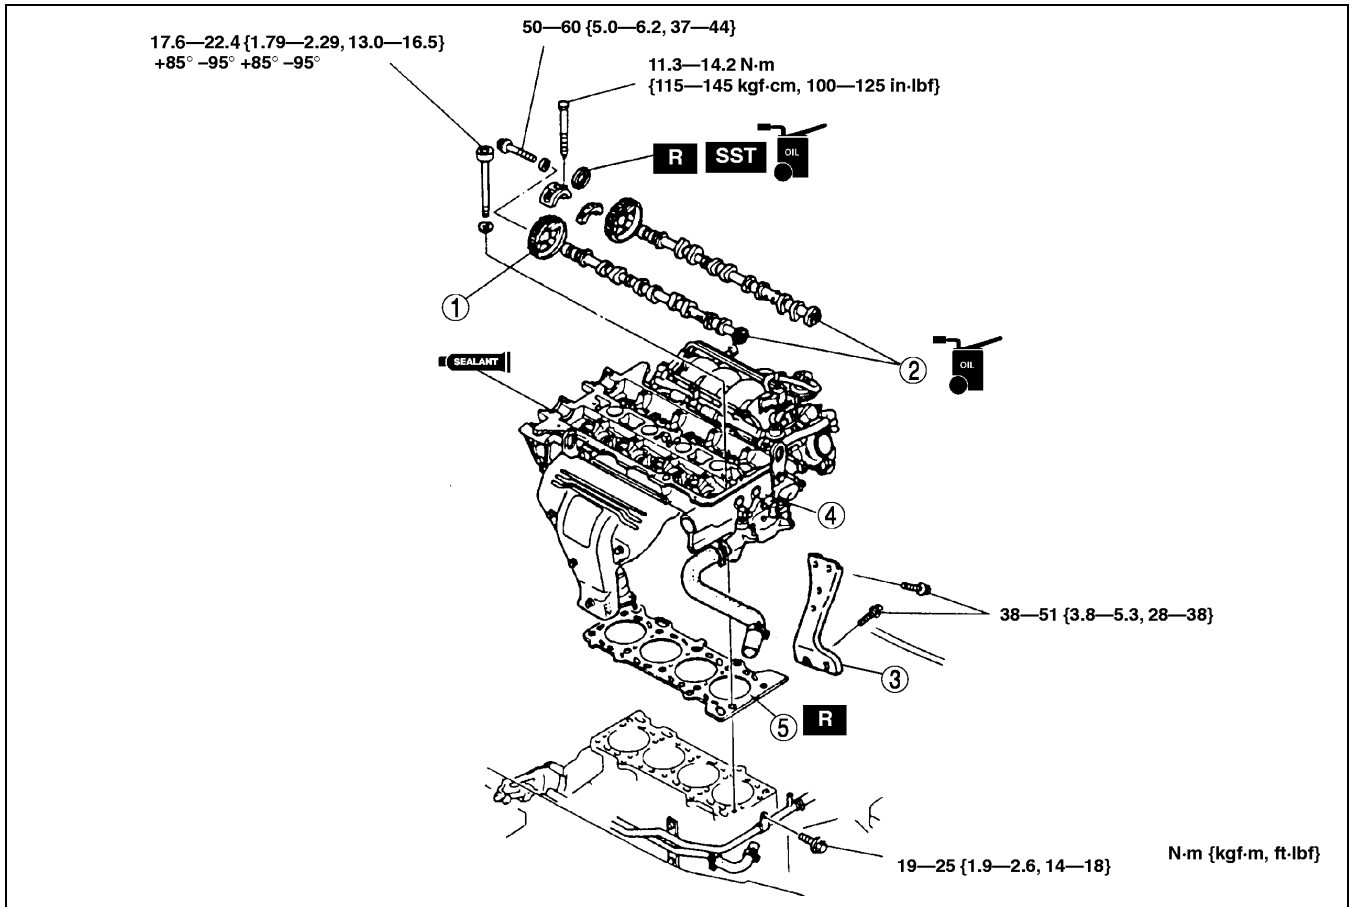 50—60 {5.0—6.2, 37—44}
17.6—22.4 {1.79—2.29, 13.0—16.5}
+85° –95° +85° –95°
11.3—14.2 N·m
{115—145 kgf·cm, 100—125 in·lbf}
R SST OIL
1
2
OIL
SEALANT
4
38—51 {3.8—5.3, 28—38}
3
5 R
19—25 {1.9—2.6, 14—18}
N·m {kgf·m, ft·lbf}